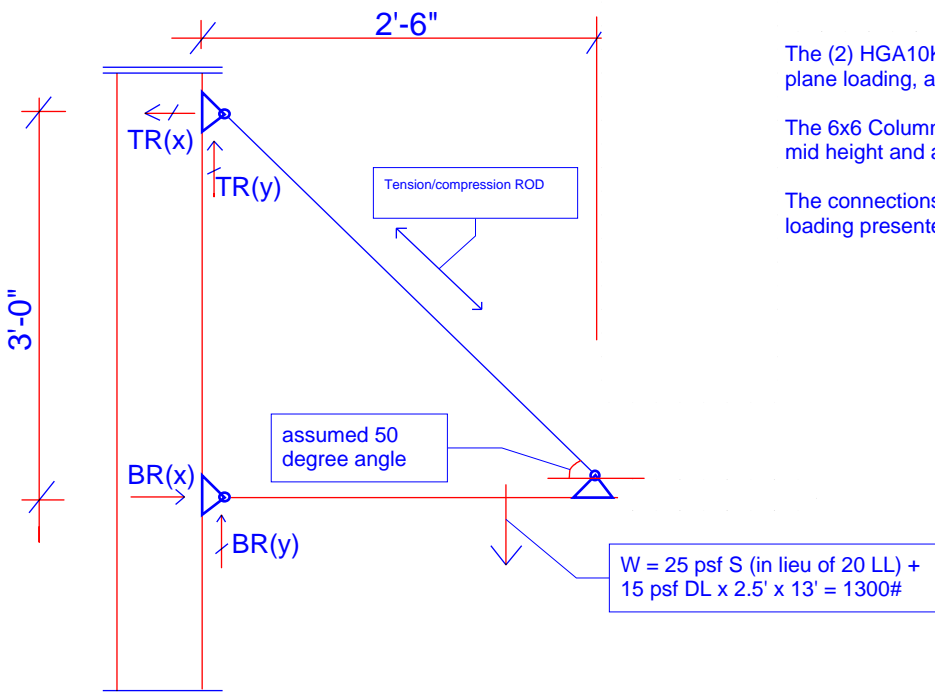 2'-6"
The (2) HGA10
plane loading, a
The 6x6 Column
mid height and a
The connections
loading presente
TR(x)
TR(y)
Tension/compression ROD
3'-0"
assumed 50
degree angle
BR(x)
BR(y)
W = 25 psf S (in lieu of 20 LL) +
15 psf DL x 2.5' x 13' = 1300#